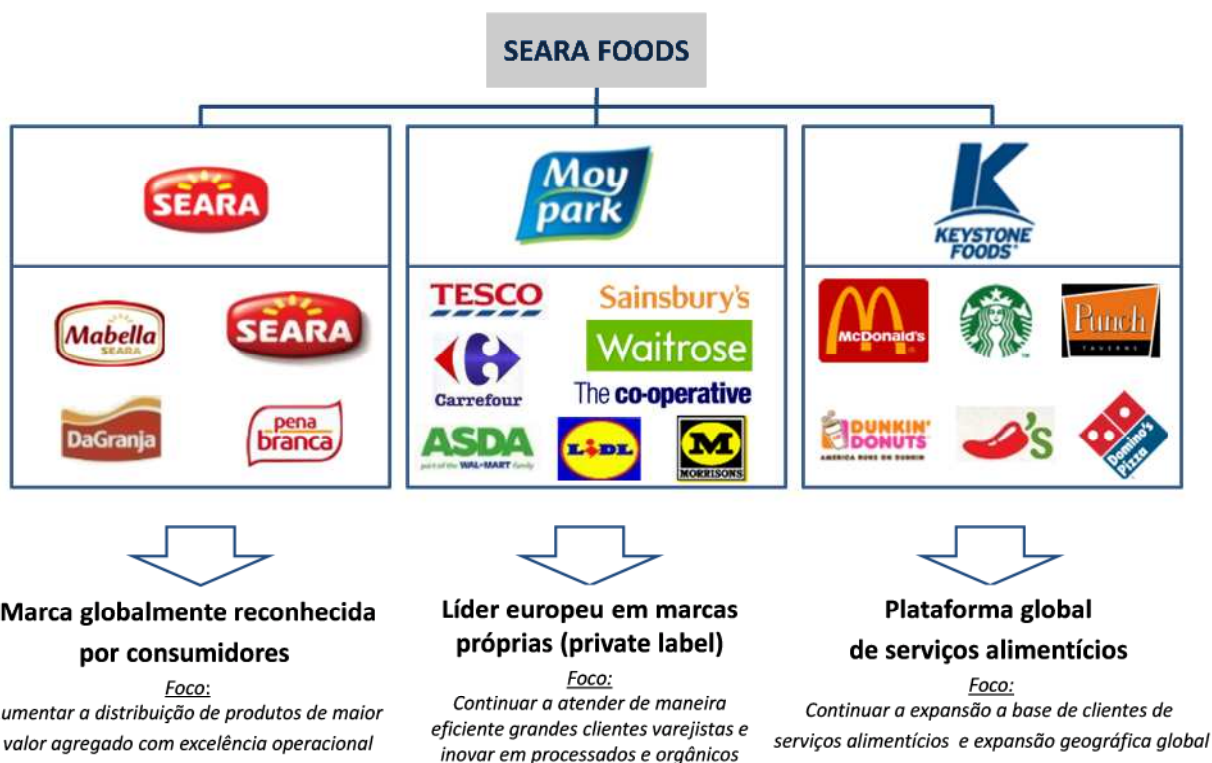 SEARA FOODS
SEARA
Moy
park
KEYSTONE
FOODS®
Mabella
SEARA
SEARA
DaGranja
pena
branca
TESCO
Sainsbury's
Waitrose
Carrefour
The co-operative
ASDA
part of the WAL-MART family
LiDL
M
MORRISONS
M
McDonald's
Punch
TAVERNS
DUNKIN'
DONUTS
AMERICA RUNS ON DUNKIN
'S
Domino's
Pizza
Marca globalmente reconhecida
por consumidores
Foco:
umentar a distribuição de produtos de maior
valor agregado com excelência operacional
Líder europeu em marcas
próprias (private label)
Foco:
Continuar a atender de maneira
eficiente grandes clientes varejistas e
inovar em processados e orgânicos
Plataforma global
de serviços alimentícios
Foco:
Continuar a expansão a base de clientes de
serviços alimentícios e expansão geográfica global